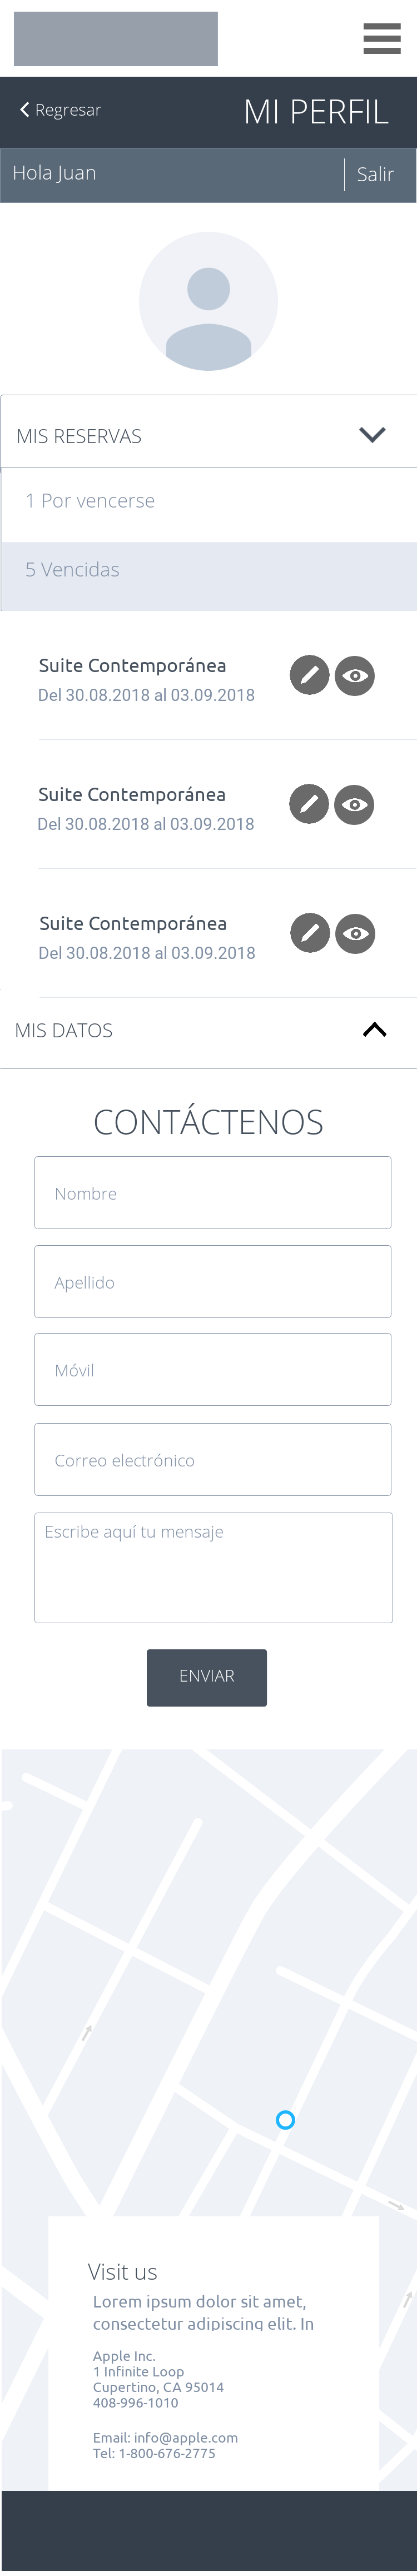 Regresar
MI PERFIL
Hola Juan
Salir
MIS RESERVAS
1 Por vencerse
5 Vencidas
Suite Contemporánea
Del 30.08.2018 al 03.09.2018
Suite Contemporánea
Del 30.08.2018 al 03.09.2018
Suite Contemporánea
Del 30.08.2018 al 03.09.2018
MIS DATOS
CONTÁCTENOS
Nombre
Apellido
Móvil
Correo electrónico
Escribe aquí tu mensaje
ENVIAR
Visit us
Lorem ipsum dolor sit amet,
consectetur adipiscing elit. In
Apple Inc.
1 Infinite Loop
Cupertino, CA 95014
408-996-1010
Email: info@apple.com
Tel: 1-800-676-2775